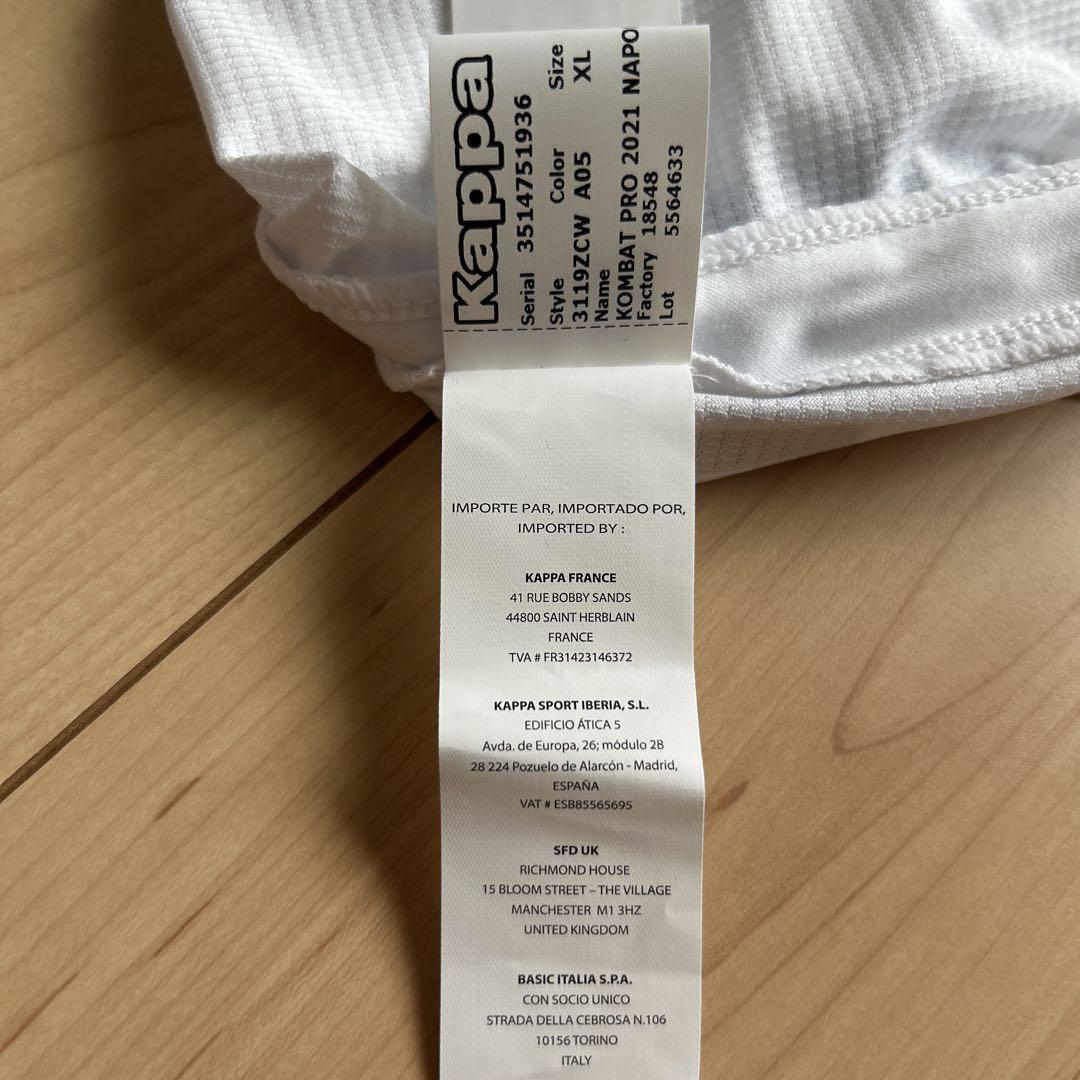 Kappa
Serial 3514751936
Style Color Size
3119ZCW A05 XL
Name
KOMBAT PRO 2021 NAPO
Factory 18548
Lot 5564633
IMPORTE PAR, IMPORTADO POR,
IMPORTED BY :
KAPPA FRANCE
41 RUE BOBBY SANDS
44800 SAINT HERBLAIN
FRANCE
TVA # FR31423146372
KAPPA SPORT IBERIA, S.L.
EDIFICIO ÁTICA 5
Avda. de Europa, 26; módulo 2B
28 224 Pozuelo de Alarcón - Madrid,
ESPAÑA
VAT # ESB85565695
SFD UK
RICHMOND HOUSE
15 BLOOM STREET – THE VILLAGE
MANCHESTER M1 3HZ
UNITED KINGDOM
BASIC ITALIA S.P.A.
CON SOCIO UNICO
STRADA DELLA CEBROSA N.106
10156 TORINO
ITALY